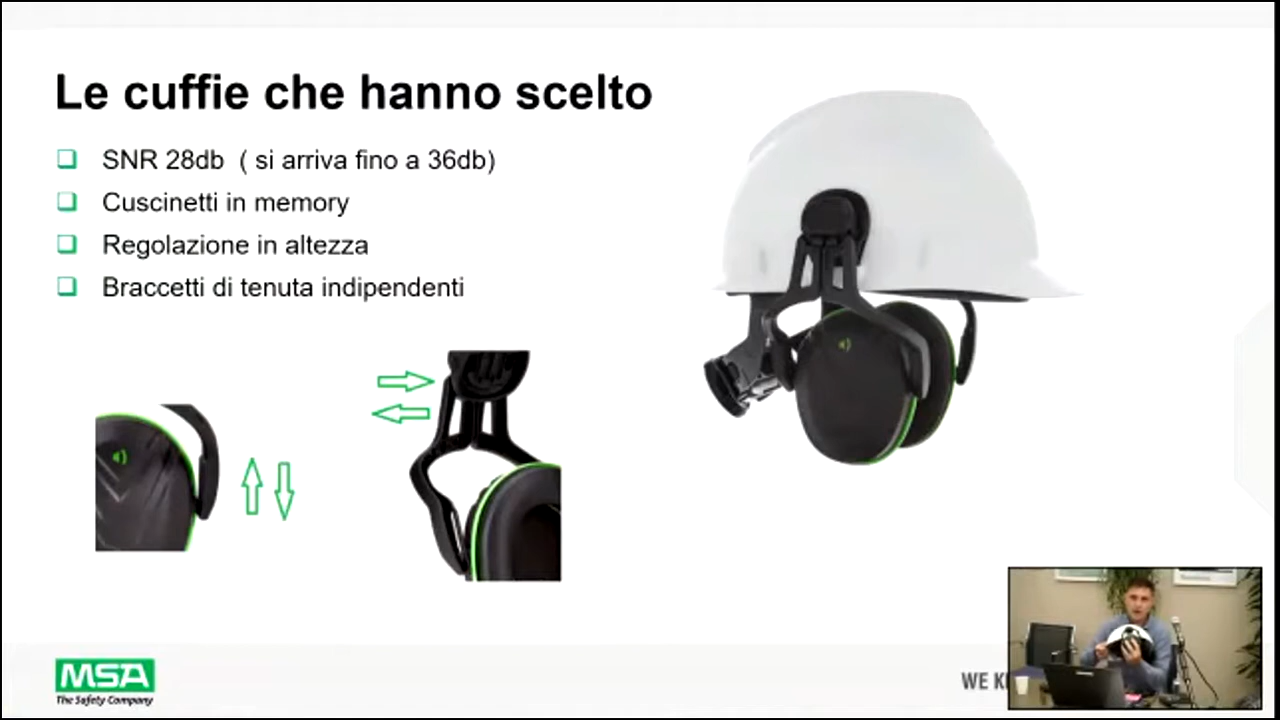 Le cuffie che hanno scelto
SNR 28db ( si arriva fino a 36db)
Cuscinetti in memory
Regolazione in altezza
Braccetti di tenuta indipendenti
MSA
The Safety Company
WE